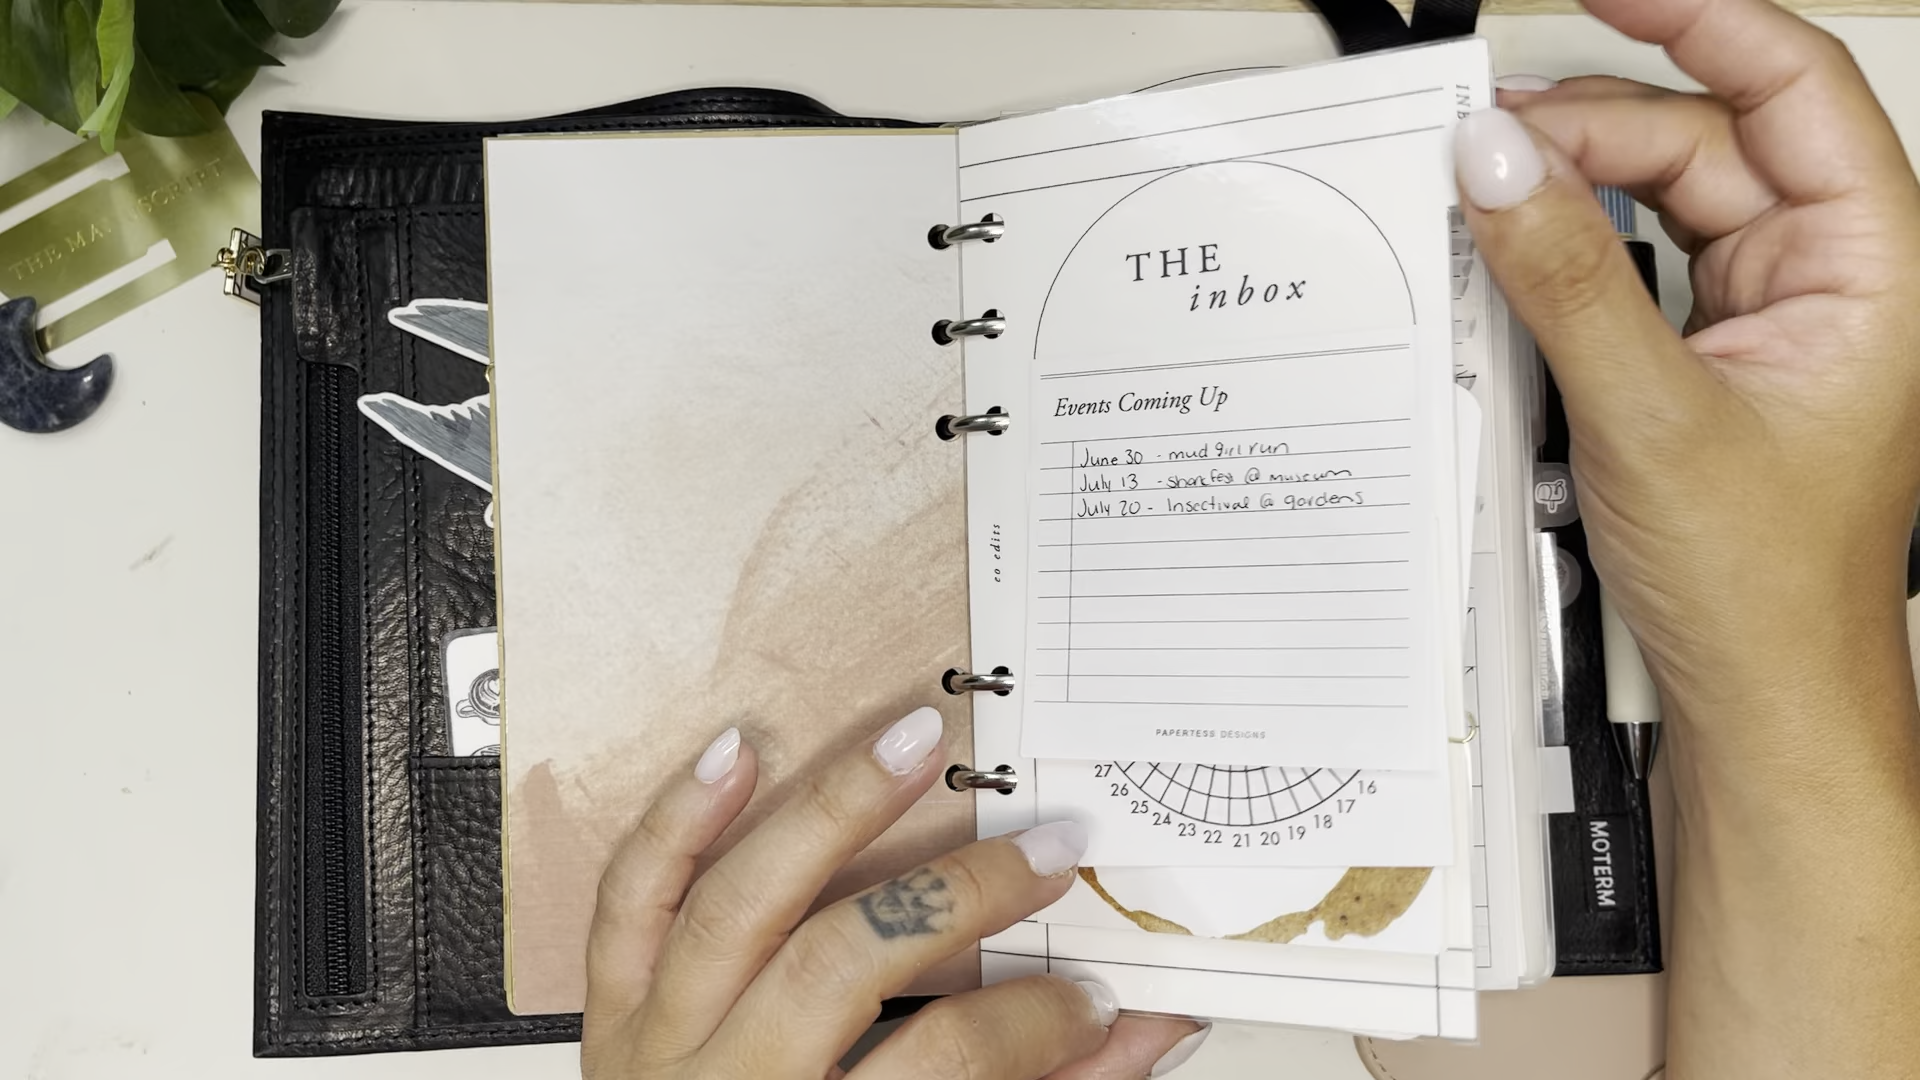 THE MANUSCRIPT
THE
inbox
Events Coming Up
June 30 - mud girl run
July 13 - sharkfest @ museum
July 20 - Insectival @ gardens
PAPERTESS DESIGNS
27
26
25
24
23
22
21
20
19
18
17
16
co edits
INB
MOTERM